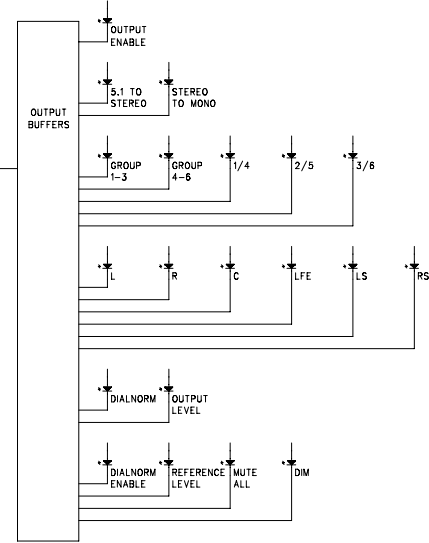 OUTPUT
ENABLE
5.1 TO
STEREO
STEREO
TO MONO
OUTPUT
BUFFERS
GROUP
1-3
GROUP
4-6
1/4
2/5
3/6
L
R
C
LFE
LS
RS
DIALNORM
OUTPUT
LEVEL
DIALNORM
ENABLE
REFERENCE
LEVEL
MUTE
ALL
DIM